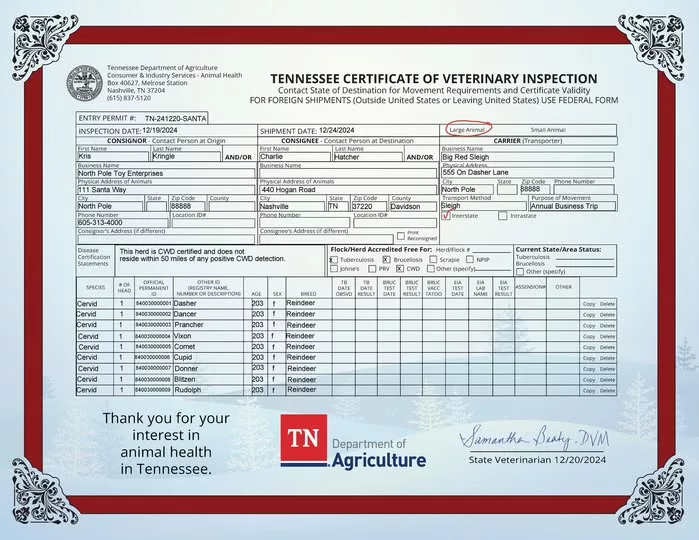 Tennessee Department of Agriculture
Consumer & Industry Services - Animal Health
Box 40627, Melrose Station
Nashville, TN 37204
(615) 837-5120
TENNESSEE CERTIFICATE OF VETERINARY INSPECTION
Contact State of Destination for Movement Requirements and Certificate Validity
FOR FOREIGN SHIPMENTS (Outside United States or Leaving United States) USE FEDERAL FORM
ENTRY PERMIT #: TN-241220-SANTA
INSPECTION DATE: 12/19/2024 SHIPMENT DATE: 12/24/2024 Large Animal Small Animal
CONSIGNOR - Contact Person at Origin CONSIGNEE - Contact Person at Destination CARRIER (Transporter)
First Name Last Name First Name Last Name Business Name
Kris Kringle AND/OR Charlie Hatcher AND/OR Big Red Sleigh
Business Name Business Name Physical Address
North Pole Toy Enterprises 555 On Dasher Lane
Physical Address of Animals Physical Address of Animals City State Zip Code Phone Number
111 Santa Way 440 Hogan Road North Pole 88888
City State Zip Code County City State Zip Code County Transport Method Purpose of Movement
North Pole 88888 Nashville TN 37220 Davidson Sleigh Annual Business Trip
Phone Number Location ID# Phone Number Location ID# Interstate Intrastate
605-313-4000
Consignor's Address (if different) Consignee's Address (if different) Print Reconsigned
Disease Certification Statements
This herd is CWD certified and does not
reside within 50 miles of any positive CWD detection.
Flock/Herd Accredited Free For: Herd/Flock #
x Tuberculosis x Brucellosis Scrapie NPIP
Johne's PRV x CWD Other (specify)
Current State/Area Status:
Tuberculosis
Brucellosis
Other (specify)
SPECIES # OF HEAD OFFICIAL PERMANENT ID OTHER ID (REGISTRY NAME, NUMBER OR DESCRIPTION) AGE SEX BREED TB DATE OBSVD TB DATE RESULT BRUC TEST DATE BRUC TEST RESULT BRUC VACC TATOO EIA TEST DATE EIA LAB NAME EIA TEST RESULT ASSENSION# OTHER
Cervid 1 840030000001 Dasher 203 f Reindeer Copy Delete
Cervid 1 840030000002 Dancer 203 f Reindeer Copy Delete
Cervid 1 840030000003 Prancher 203 f Reindeer Copy Delete
Cervid 1 840030000004 Vixon 203 f Reindeer Copy Delete
Cervid 1 840030000005 Comet 203 f Reindeer Copy Delete
Cervid 1 840030000006 Cupid 203 f Reindeer Copy Delete
Cervid 1 840030000007 Donner 203 f Reindeer Copy Delete
Cervid 1 840030000008 Blitzen 203 f Reindeer Copy Delete
Cervid 1 840030000009 Rudolph 203 f Reindeer Copy Delete
Thank you for your
interest in
animal health
in Tennessee.
TN Department of
Agriculture
Samantha Beaty, DVM
State Veterinarian 12/20/2024